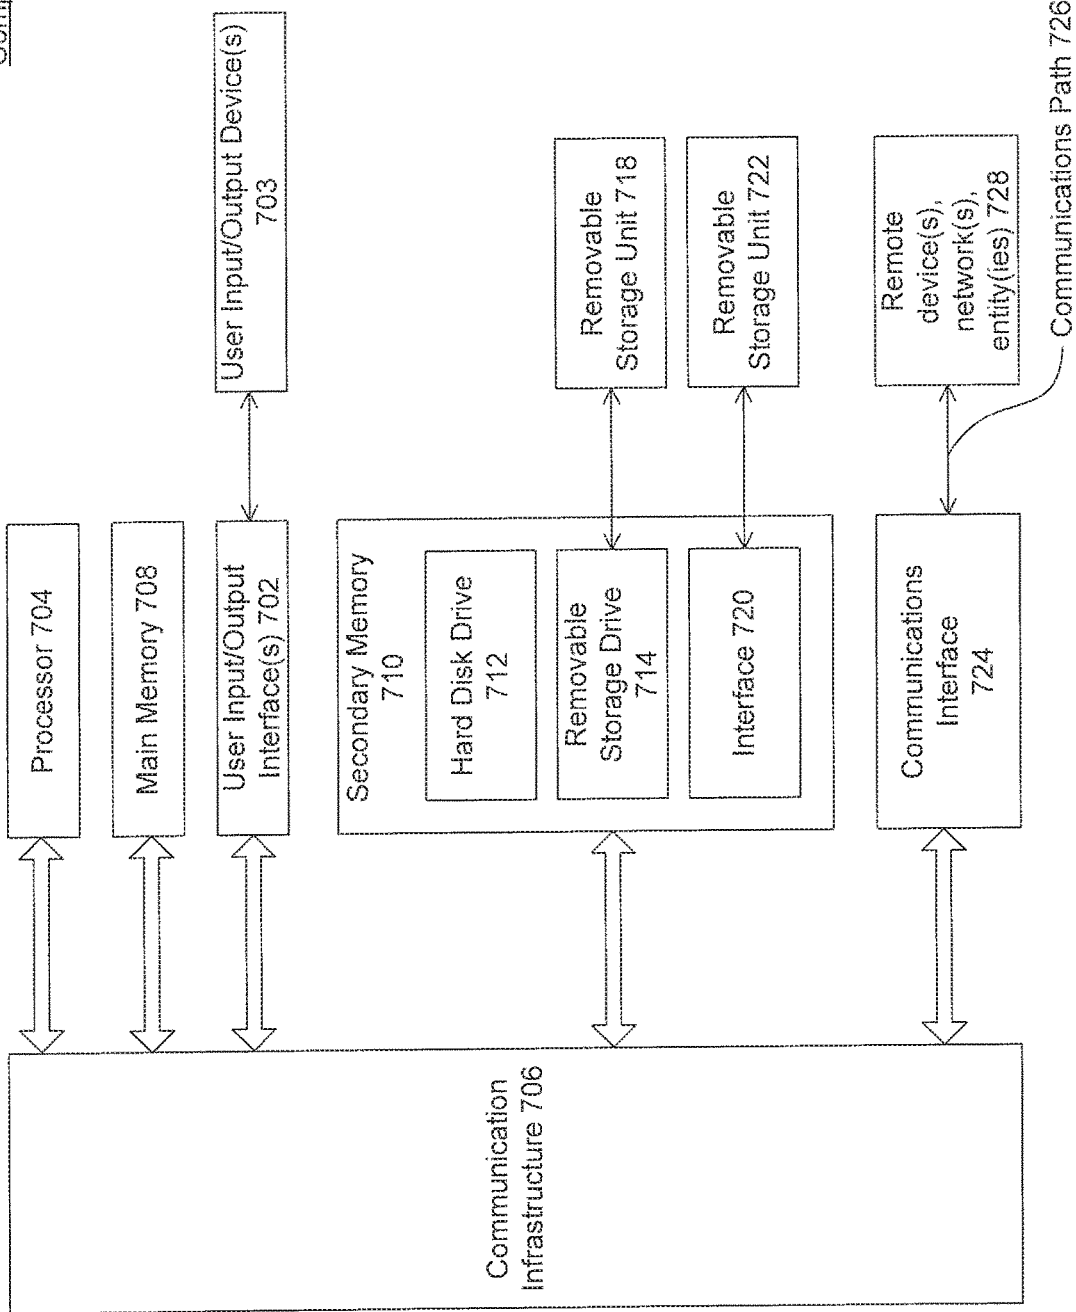 Processor 704
Main Memory 708
User Input/Output
Interface(s) 702
User Input/Output Device(s)
703
Secondary Memory
710
Hard Disk Drive
712
Removable
Storage Drive
714
Interface 720
Removable
Storage Unit 718
Removable
Storage Unit 722
Communications
Interface
724
Remote
device(s),
network(s),
entity(ies) 728
Communications Path 726
Communication
Infrastructure 706